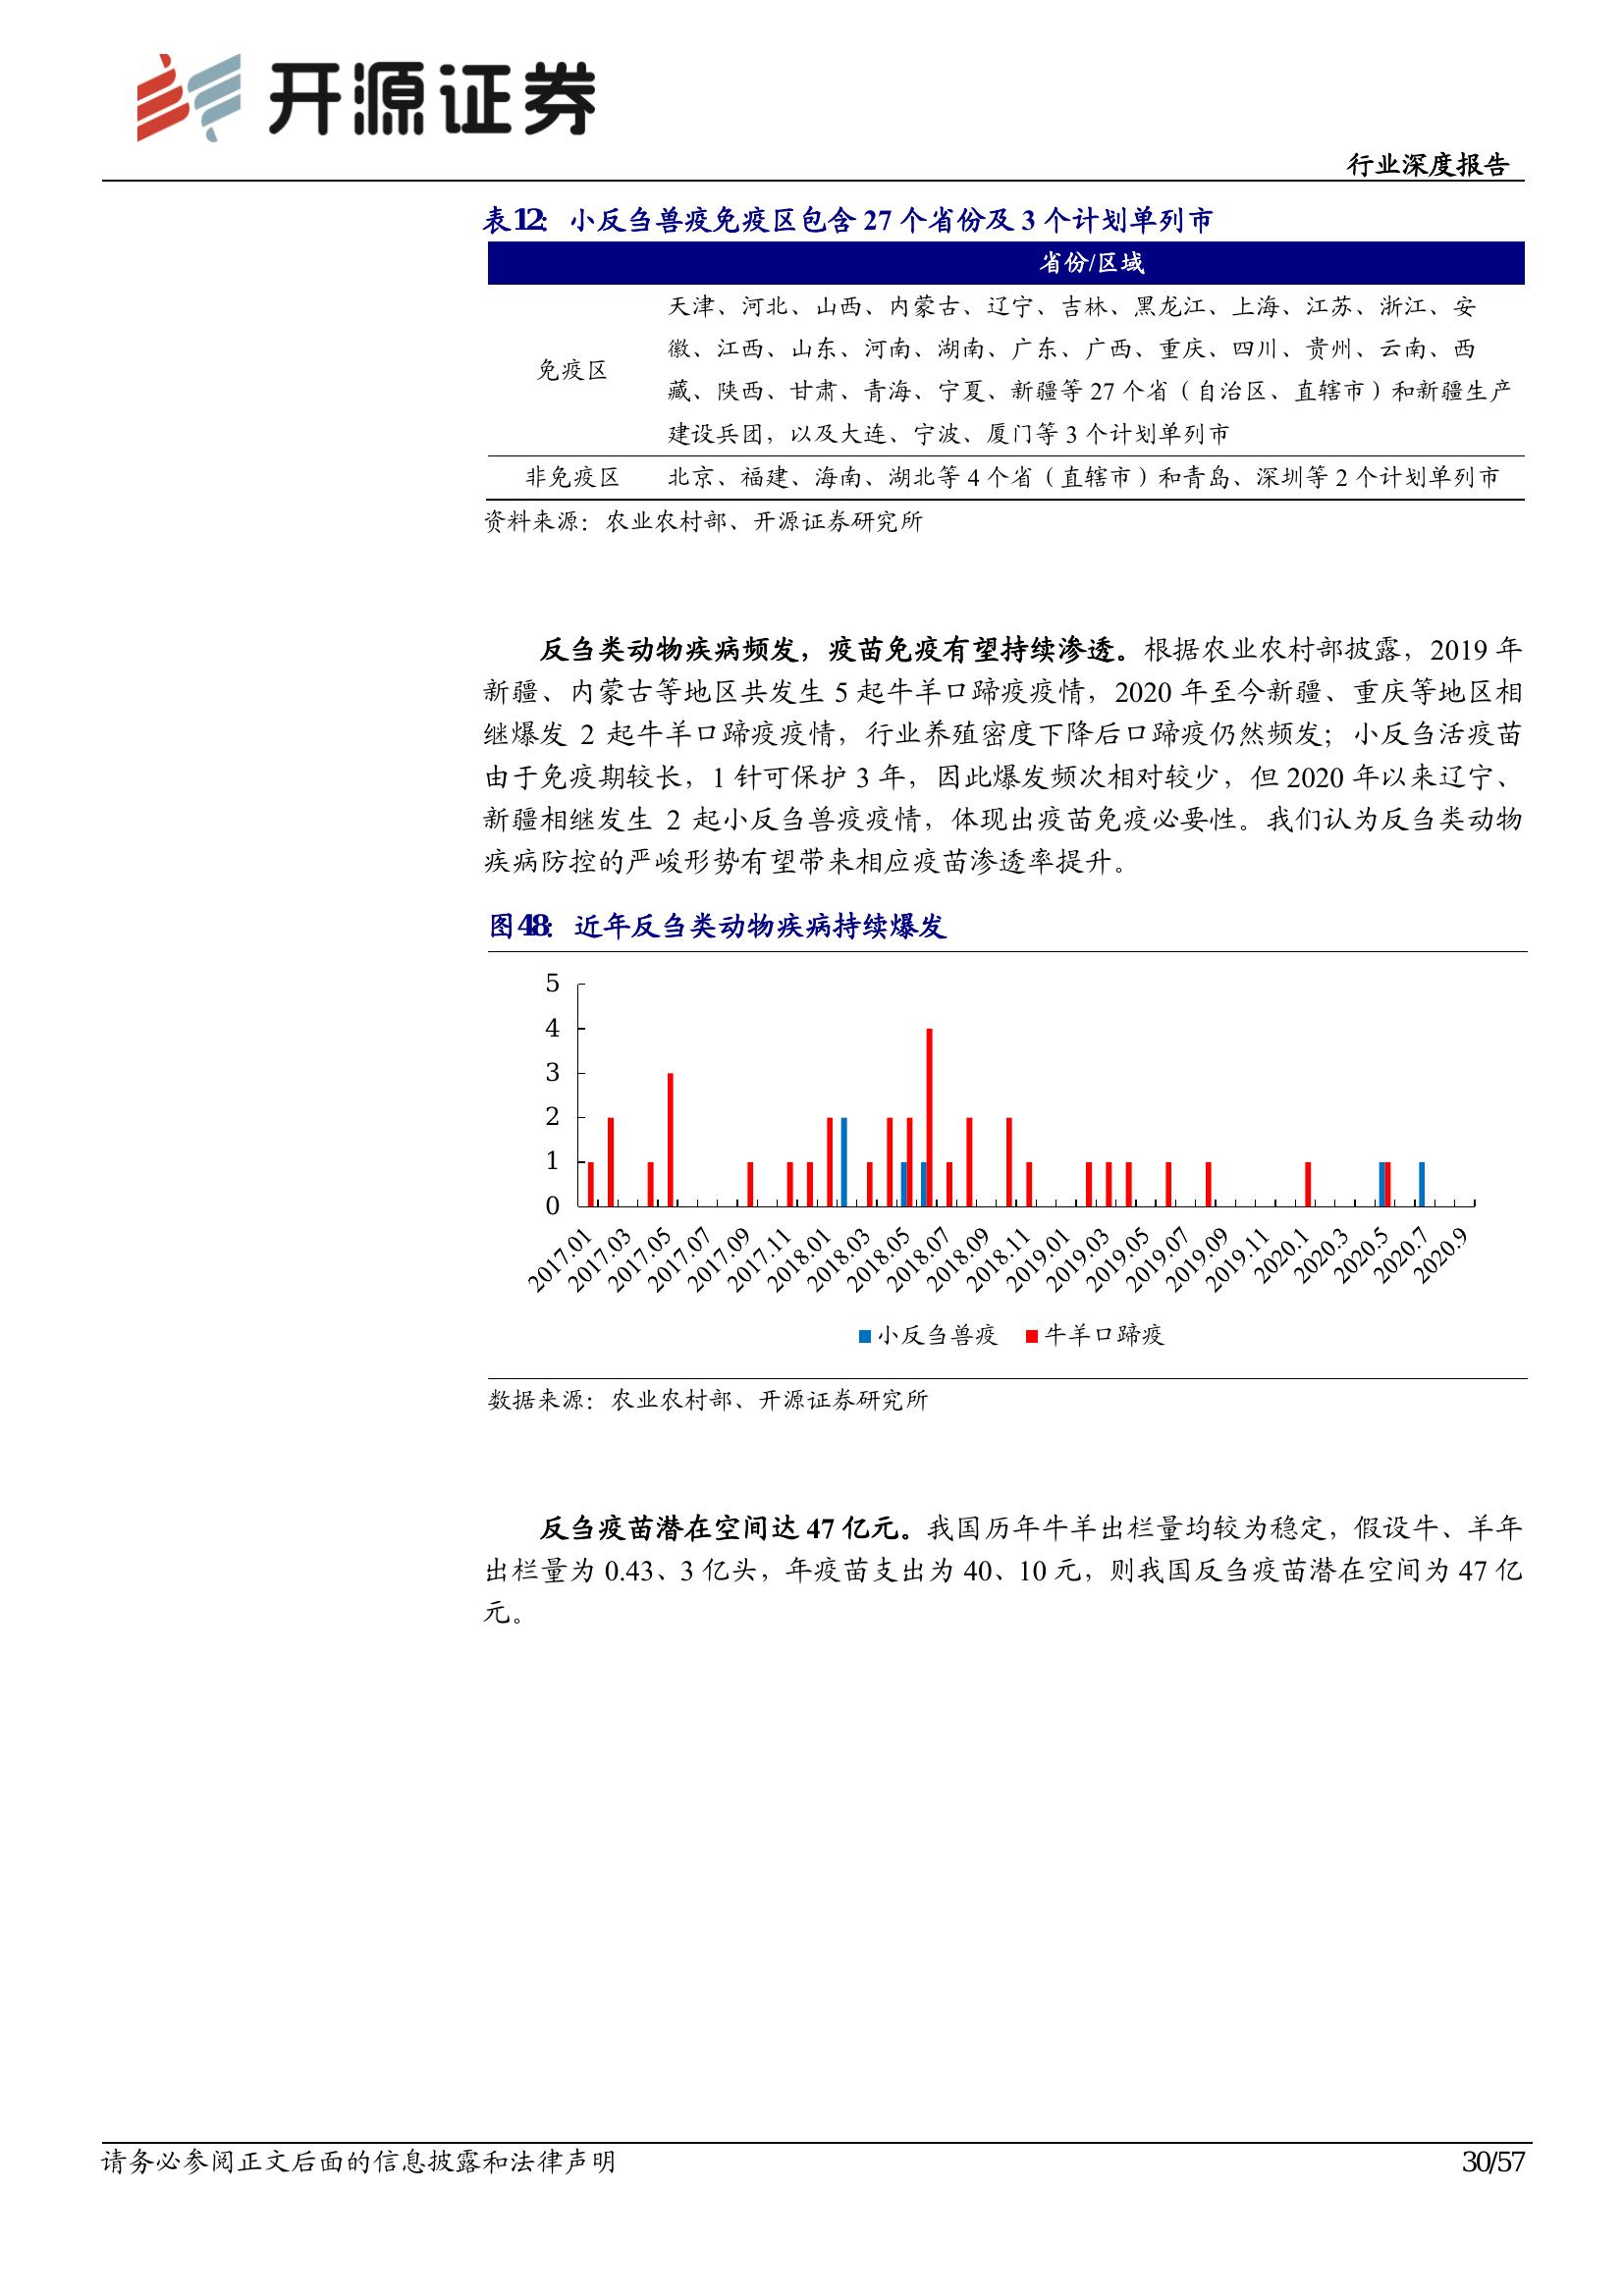 开源证券
行业深度报告
表12：小反刍兽疫免疫区包含 27 个省份及 3 个计划单列市
省份/区域
天津、河北、山西、内蒙古、辽宁、吉林、黑龙江、上海、江苏、浙江、安
徽、江西、山东、河南、湖南、广东、广西、重庆、四川、贵州、云南、西
免疫区
藏、陕西、甘肃、青海、宁夏、新疆等 27 个省（自治区、直辖市）和新疆生产
建设兵团，以及大连、宁波、厦门等 3 个计划单列市
非免疫区 北京、福建、海南、湖北等 4 个省（直辖市）和青岛、深圳等 2 个计划单列市
资料来源：农业农村部、开源证券研究所
反刍类动物疾病频发，疫苗免疫有望持续渗透。根据农业农村部披露，2019 年
新疆、内蒙古等地区共发生 5 起牛羊口蹄疫疫情，2020 年至今新疆、重庆等地区相
继爆发 2 起牛羊口蹄疫疫情，行业养殖密度下降后口蹄疫仍然频发；小反刍活疫苗
由于免疫期较长，1 针可保护 3 年，因此爆发频次相对较少，但 2020 年以来辽宁、
新疆相继发生 2 起小反刍兽疫疫情，体现出疫苗免疫必要性。我们认为反刍类动物
疾病防控的严峻形势有望带来相应疫苗渗透率提升。
图48：近年反刍类动物疾病持续爆发
5
4
3
2
1
0
2017.01 2017.03 2017.05 2017.07 2017.09 2017.11 2018.01 2018.03 2018.05 2018.07 2018.09 2018.11 2019.01 2019.03 2019.05 2019.07 2019.09 2019.11 2020.1 2020.3 2020.5 2020.7 2020.9
小反刍兽疫 牛羊口蹄疫
数据来源：农业农村部、开源证券研究所
反刍疫苗潜在空间达 47 亿元。我国历年牛羊出栏量均较为稳定，假设牛、羊年
出栏量为 0.43、3 亿头，年疫苗支出为 40、10 元，则我国反刍疫苗潜在空间为 47 亿
元。
请务必参阅正文后面的信息披露和法律声明
30/57